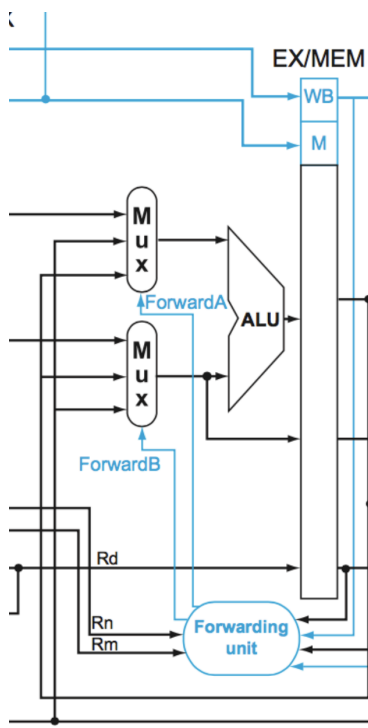 EX/MEM
WB
M
Mux
ForwardA
ALU
Mux
ForwardB
Rd
Rn
Rm
Forwarding
unit